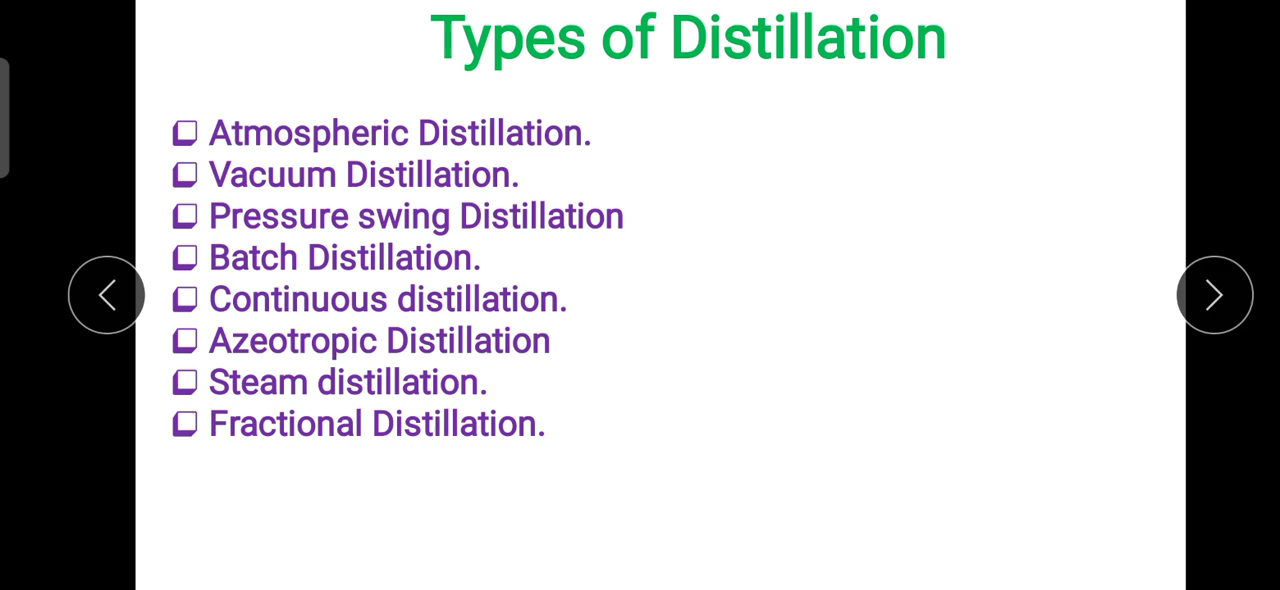 Types of Distillation
Atmospheric Distillation.
Vacuum Distillation.
Pressure swing Distillation
Batch Distillation.
Continuous distillation.
Azeotropic Distillation
Steam distillation.
Fractional Distillation.